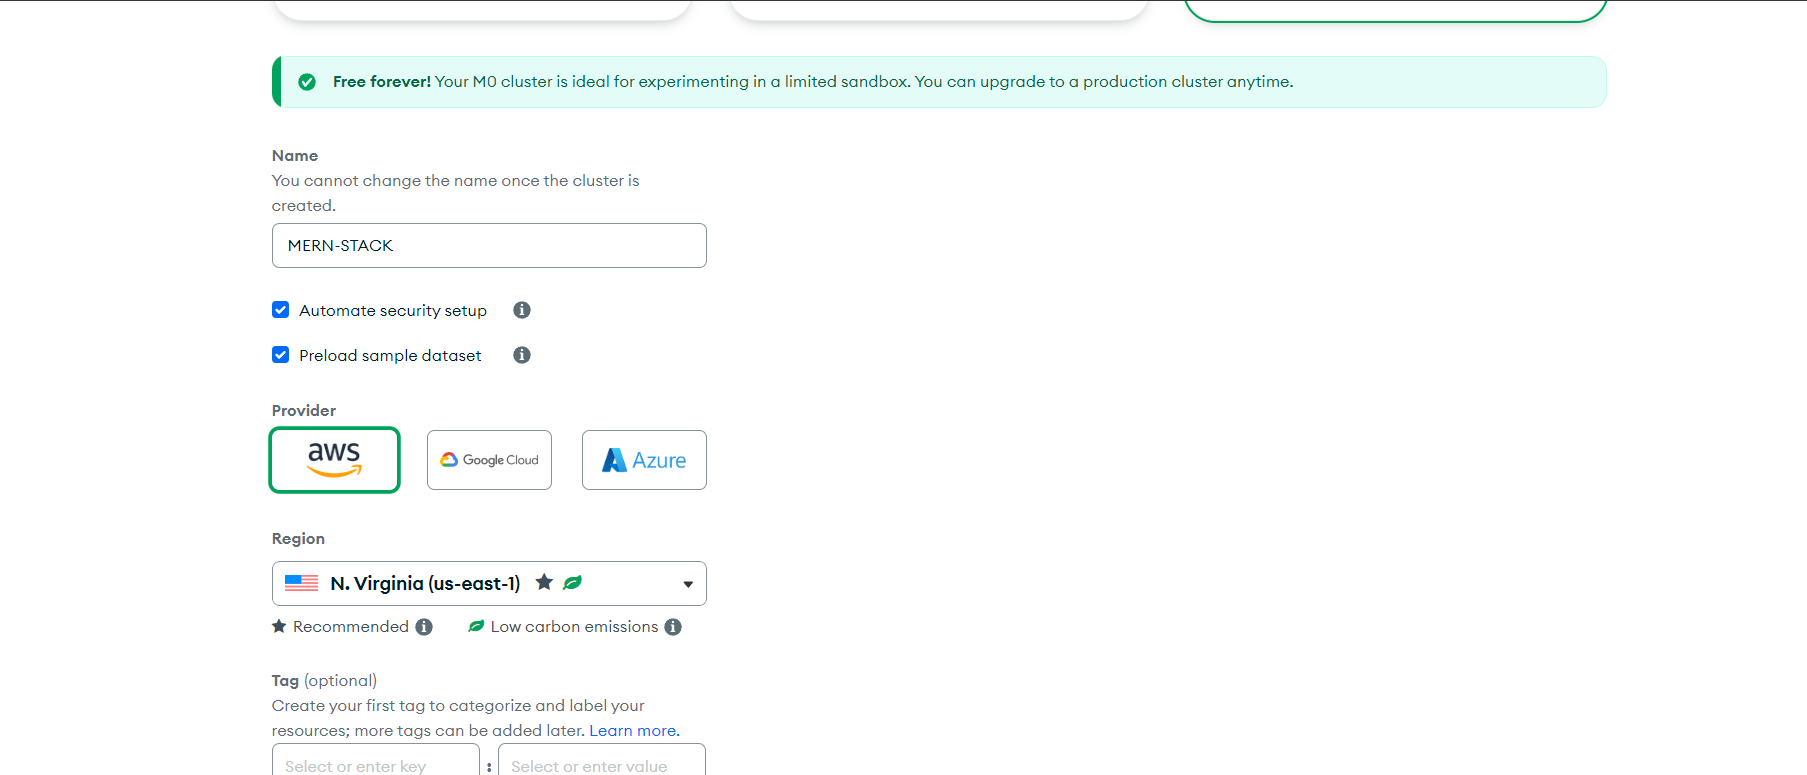 Free forever! Your M0 cluster is ideal for experimenting in a limited sandbox. You can upgrade to a production cluster anytime.
Name
You cannot change the name once the cluster is
created.
MERN-STACK
Automate security setup
Preload sample dataset
Provider
aws
Google Cloud
Azure
Region
N. Virginia (us-east-1)
Recommended
Low carbon emissions
Tag (optional)
Create your first tag to categorize and label your
resources; more tags can be added later. Learn more.
Select or enter key : Select or enter value